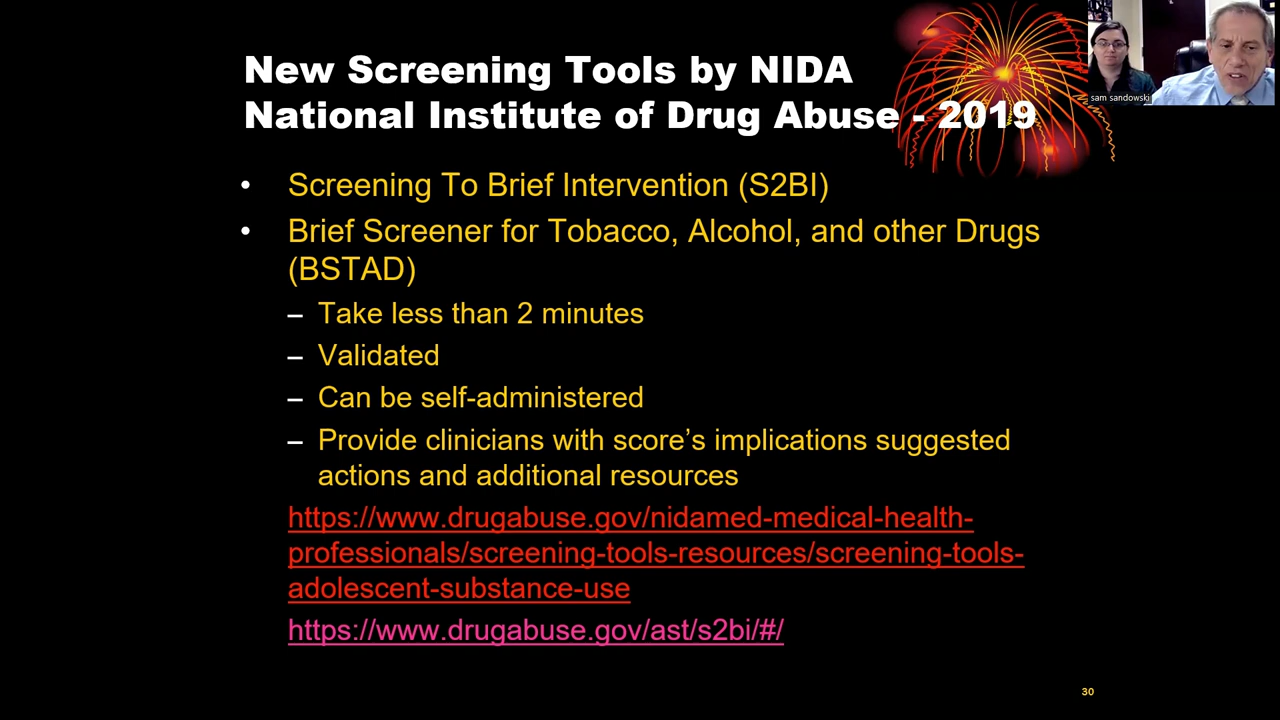 New Screening Tools by NIDA
National Institute of Drug Abuse - 2019
sam sandowski
• Screening To Brief Intervention (S2BI)
• Brief Screener for Tobacco, Alcohol, and other Drugs
(BSTAD)
– Take less than 2 minutes
– Validated
– Can be self-administered
– Provide clinicians with score’s implications suggested
actions and additional resources
https://www.drugabuse.gov/nidamed-medical-health-
professionals/screening-tools-resources/screening-tools-
adolescent-substance-use
https://www.drugabuse.gov/ast/s2bi/#/
30